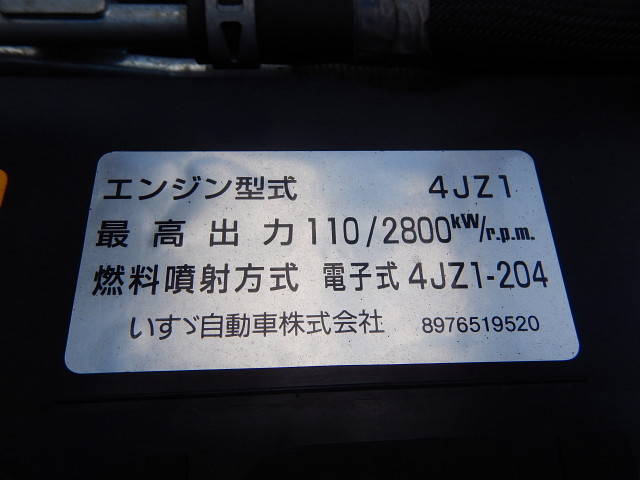 エンジン型式 4JZ1
最高出力 110/2800kW/r.p.m.
燃料噴射方式 電子式 4JZ1-204
いすゞ自動車株式会社 8976519520